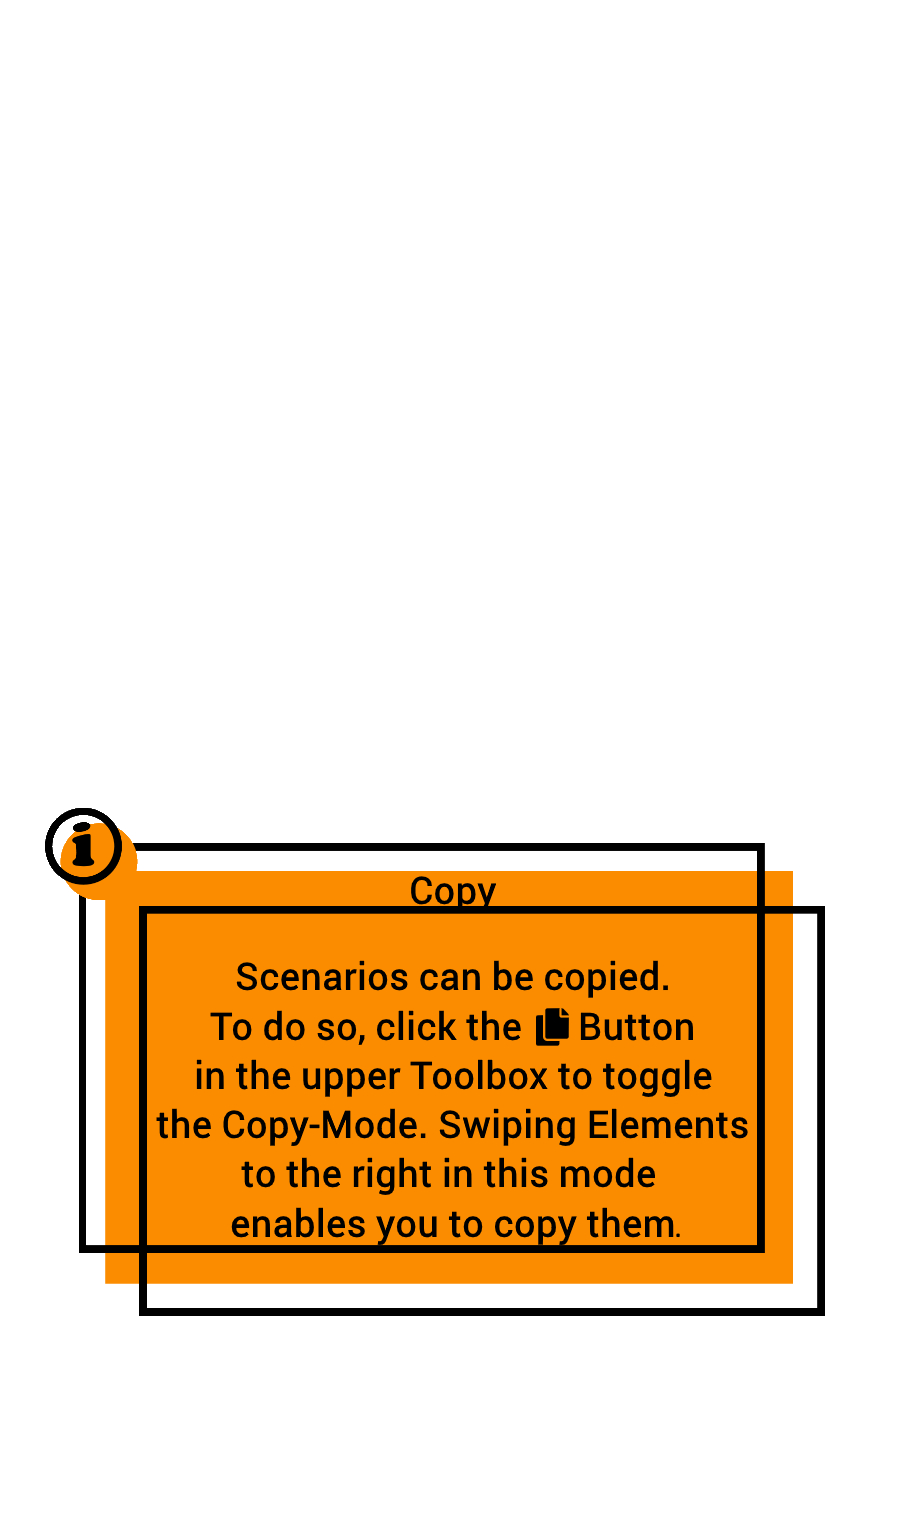 i
Copy
Scenarios can be copied.
To do so, click the Button
in the upper Toolbox to toggle
the Copy-Mode. Swiping Elements
to the right in this mode
enables you to copy them.